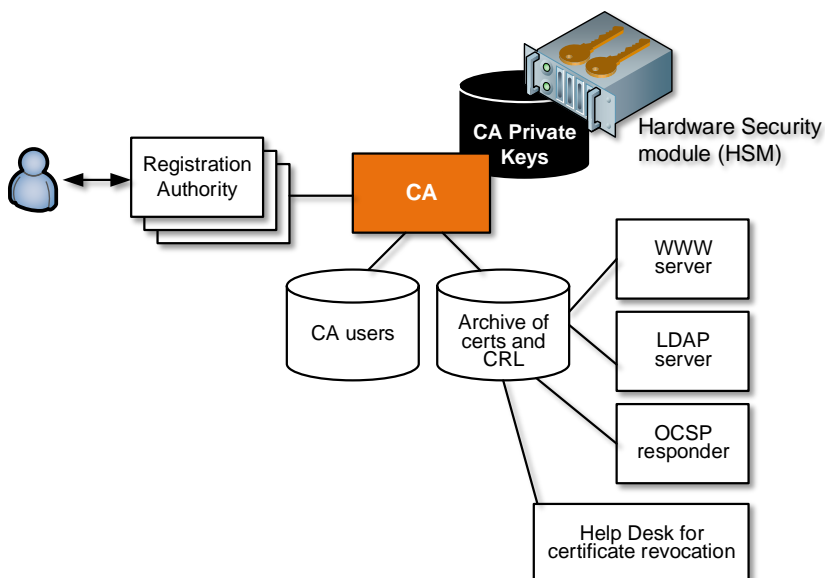 CA Private
Keys
Hardware Security
module (HSM)
Registration
Authority
CA
WWW
server
CA users
Archive of
certs and
CRL
LDAP
server
OCSP
responder
Help Desk for
certificate revocation